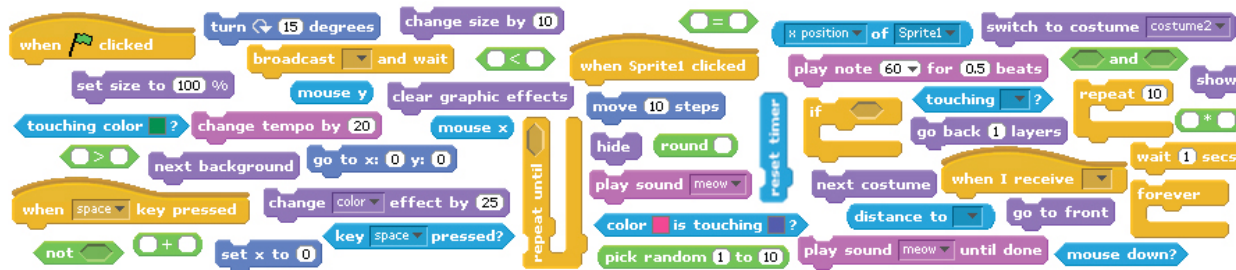 when clicked
turn 15 degrees
change size by 10
=
x position of Sprite1
switch to costume costume2
broadcast and wait
<
when Sprite1 clicked
play note 60 for 0.5 beats
and
show
set size to 100 %
mouse y
clear graphic effects
move 10 steps
if
touching ?
repeat 10
touching color ?
change tempo by 20
mouse x
hide
round
reset timer
go back 1 layers
*
>
next background
go to x: 0 y: 0
repeat until
play sound meow
next costume
when I receive
wait 1 secs
when space key pressed
change color effect by 25
color is touching ?
distance to
go to front
forever
not
+
set x to 0
key space pressed?
pick random 1 to 10
play sound meow until done
mouse down?